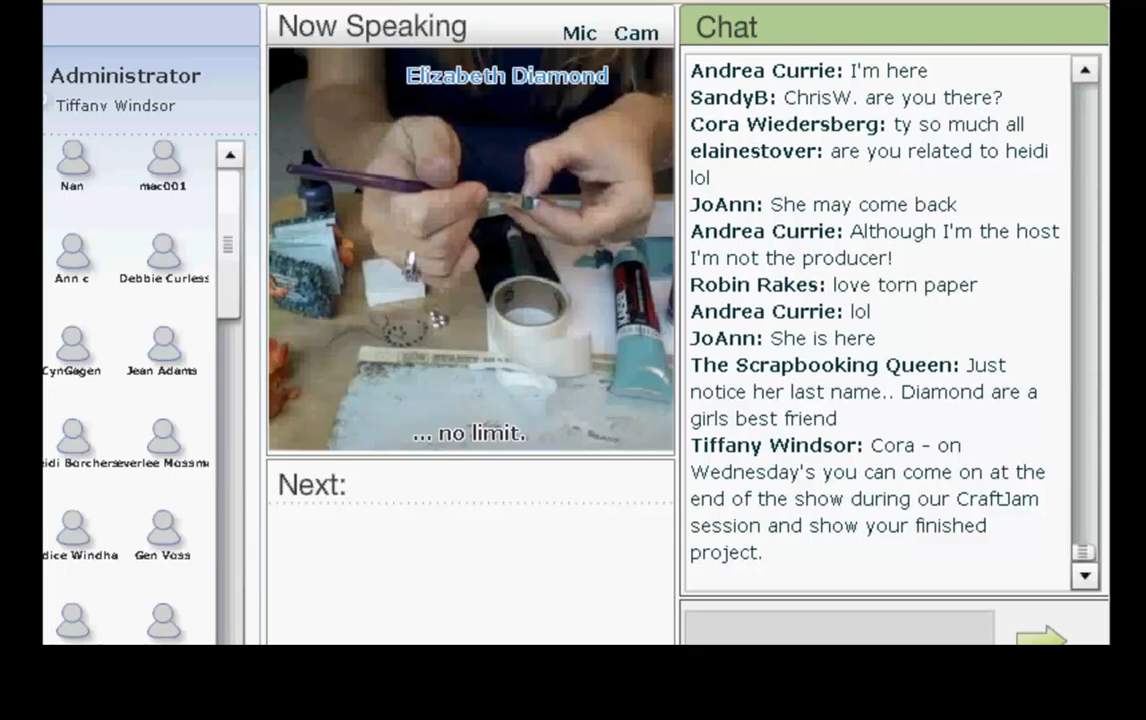 Administrator
Tiffany Windsor
Nan
mac001
Ann c
Debbie Curless
CynGagen
Jean Adams
Gen Voss
Now Speaking
Mic Cam
Elizabeth Diamond
... no limit.
Next:
Chat
Andrea Currie: I'm here
SandyB: ChrisW. are you there?
Cora Wiedersberg: ty so much all
elainestover: are you related to heidi
lol
JoAnn: She may come back
Andrea Currie: Although I'm the host
I'm not the producer!
Robin Rakes: love torn paper
Andrea Currie: lol
JoAnn: She is here
The Scrapbooking Queen: Just
notice her last name.. Diamond are a
girls best friend
Tiffany Windsor: Cora - on
Wednesday's you can come on at the
end of the show during our CraftJam
session and show your finished
project.